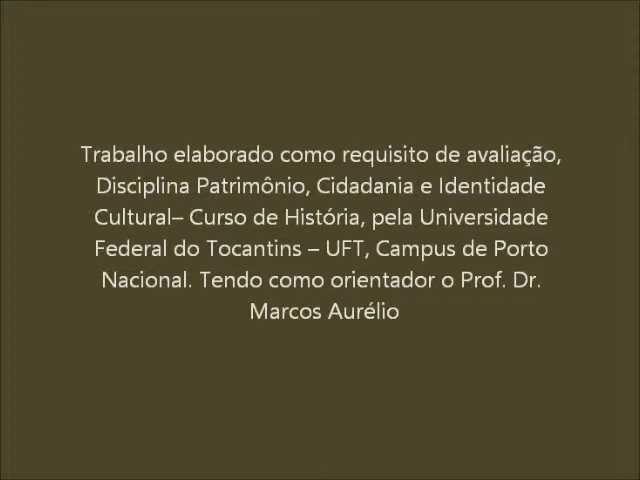 Trabalho elaborado como requisito de avaliação,
Disciplina Patrimônio, Cidadania e Identidade
Cultural– Curso de História, pela Universidade
Federal do Tocantins – UFT, Campus de Porto
Nacional. Tendo como orientador o Prof. Dr.
Marcos Aurélio